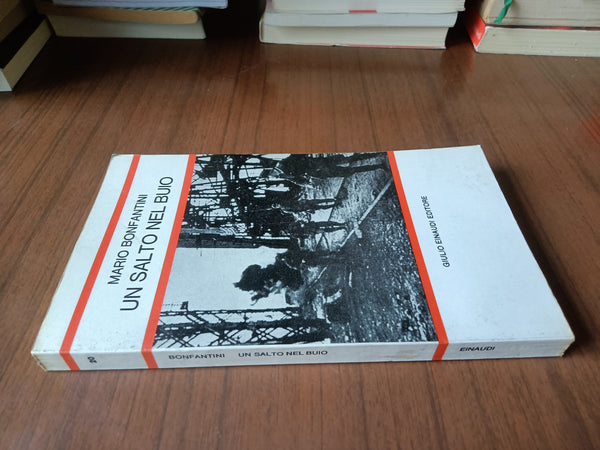 MARIO BONFANTINI
UN SALTO NEL BUIO
GIULIO EINAUDI EDITORE
BONFANTINI UN SALTO NEL BUIO
EINAUDI